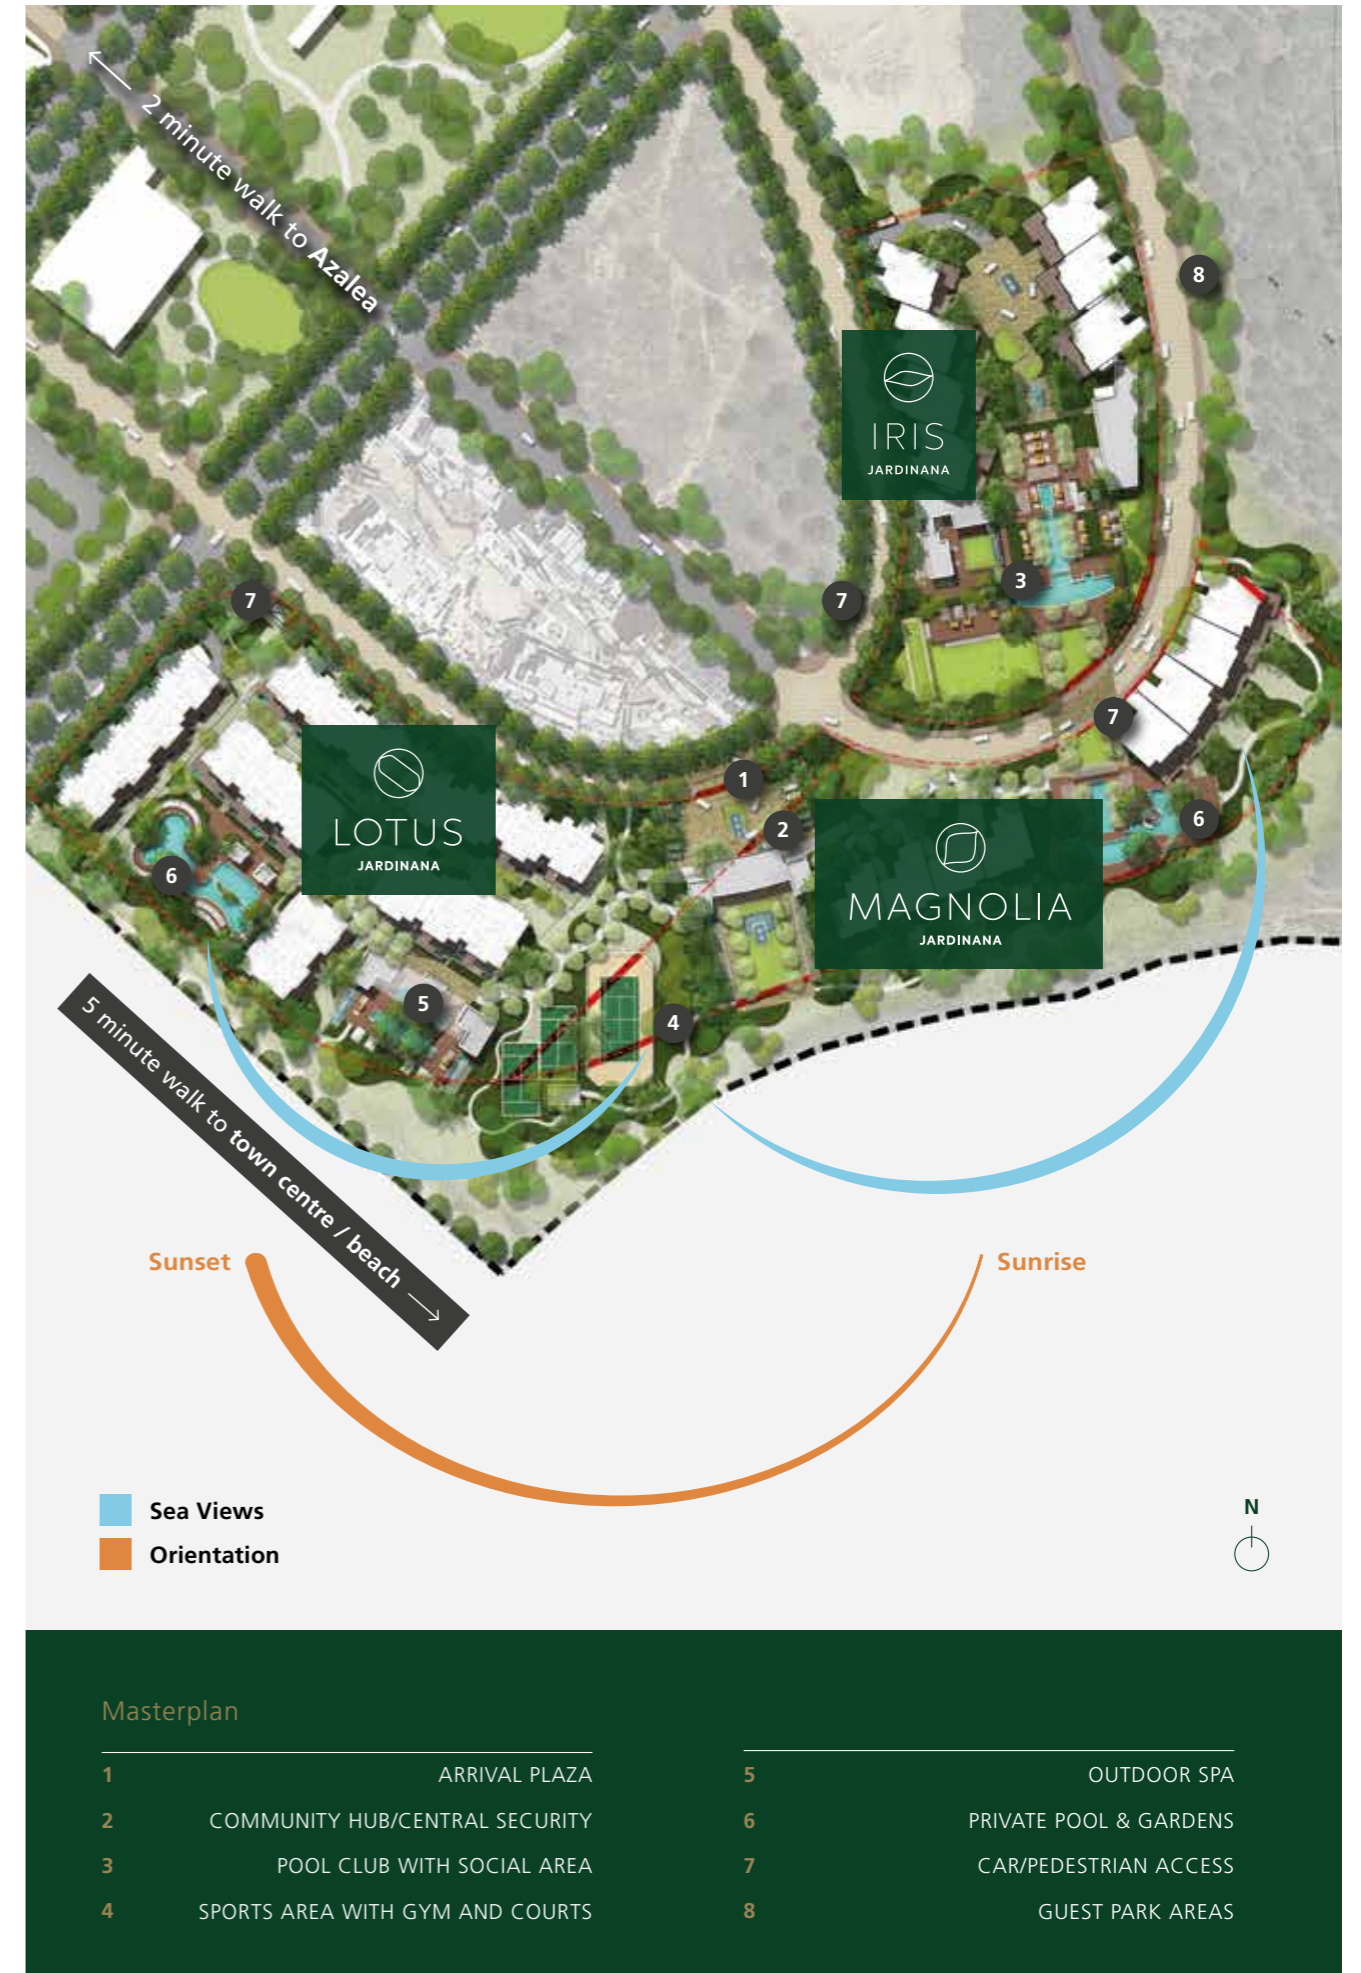 2 minute walk to Azalea
8
IRIS
JARDINANA
3
7
7
7
LOTUS
JARDINANA
1
2
6
6
MAGNOLIA
JARDINANA
5
4
5 minute walk to town centre / beach
Sunset
Sunrise
Sea Views
Orientation
N
Masterplan
1 ARRIVAL PLAZA
2 COMMUNITY HUB/CENTRAL SECURITY
3 POOL CLUB WITH SOCIAL AREA
4 SPORTS AREA WITH GYM AND COURTS
5 OUTDOOR SPA
6 PRIVATE POOL & GARDENS
7 CAR/PEDESTRIAN ACCESS
8 GUEST PARK AREAS